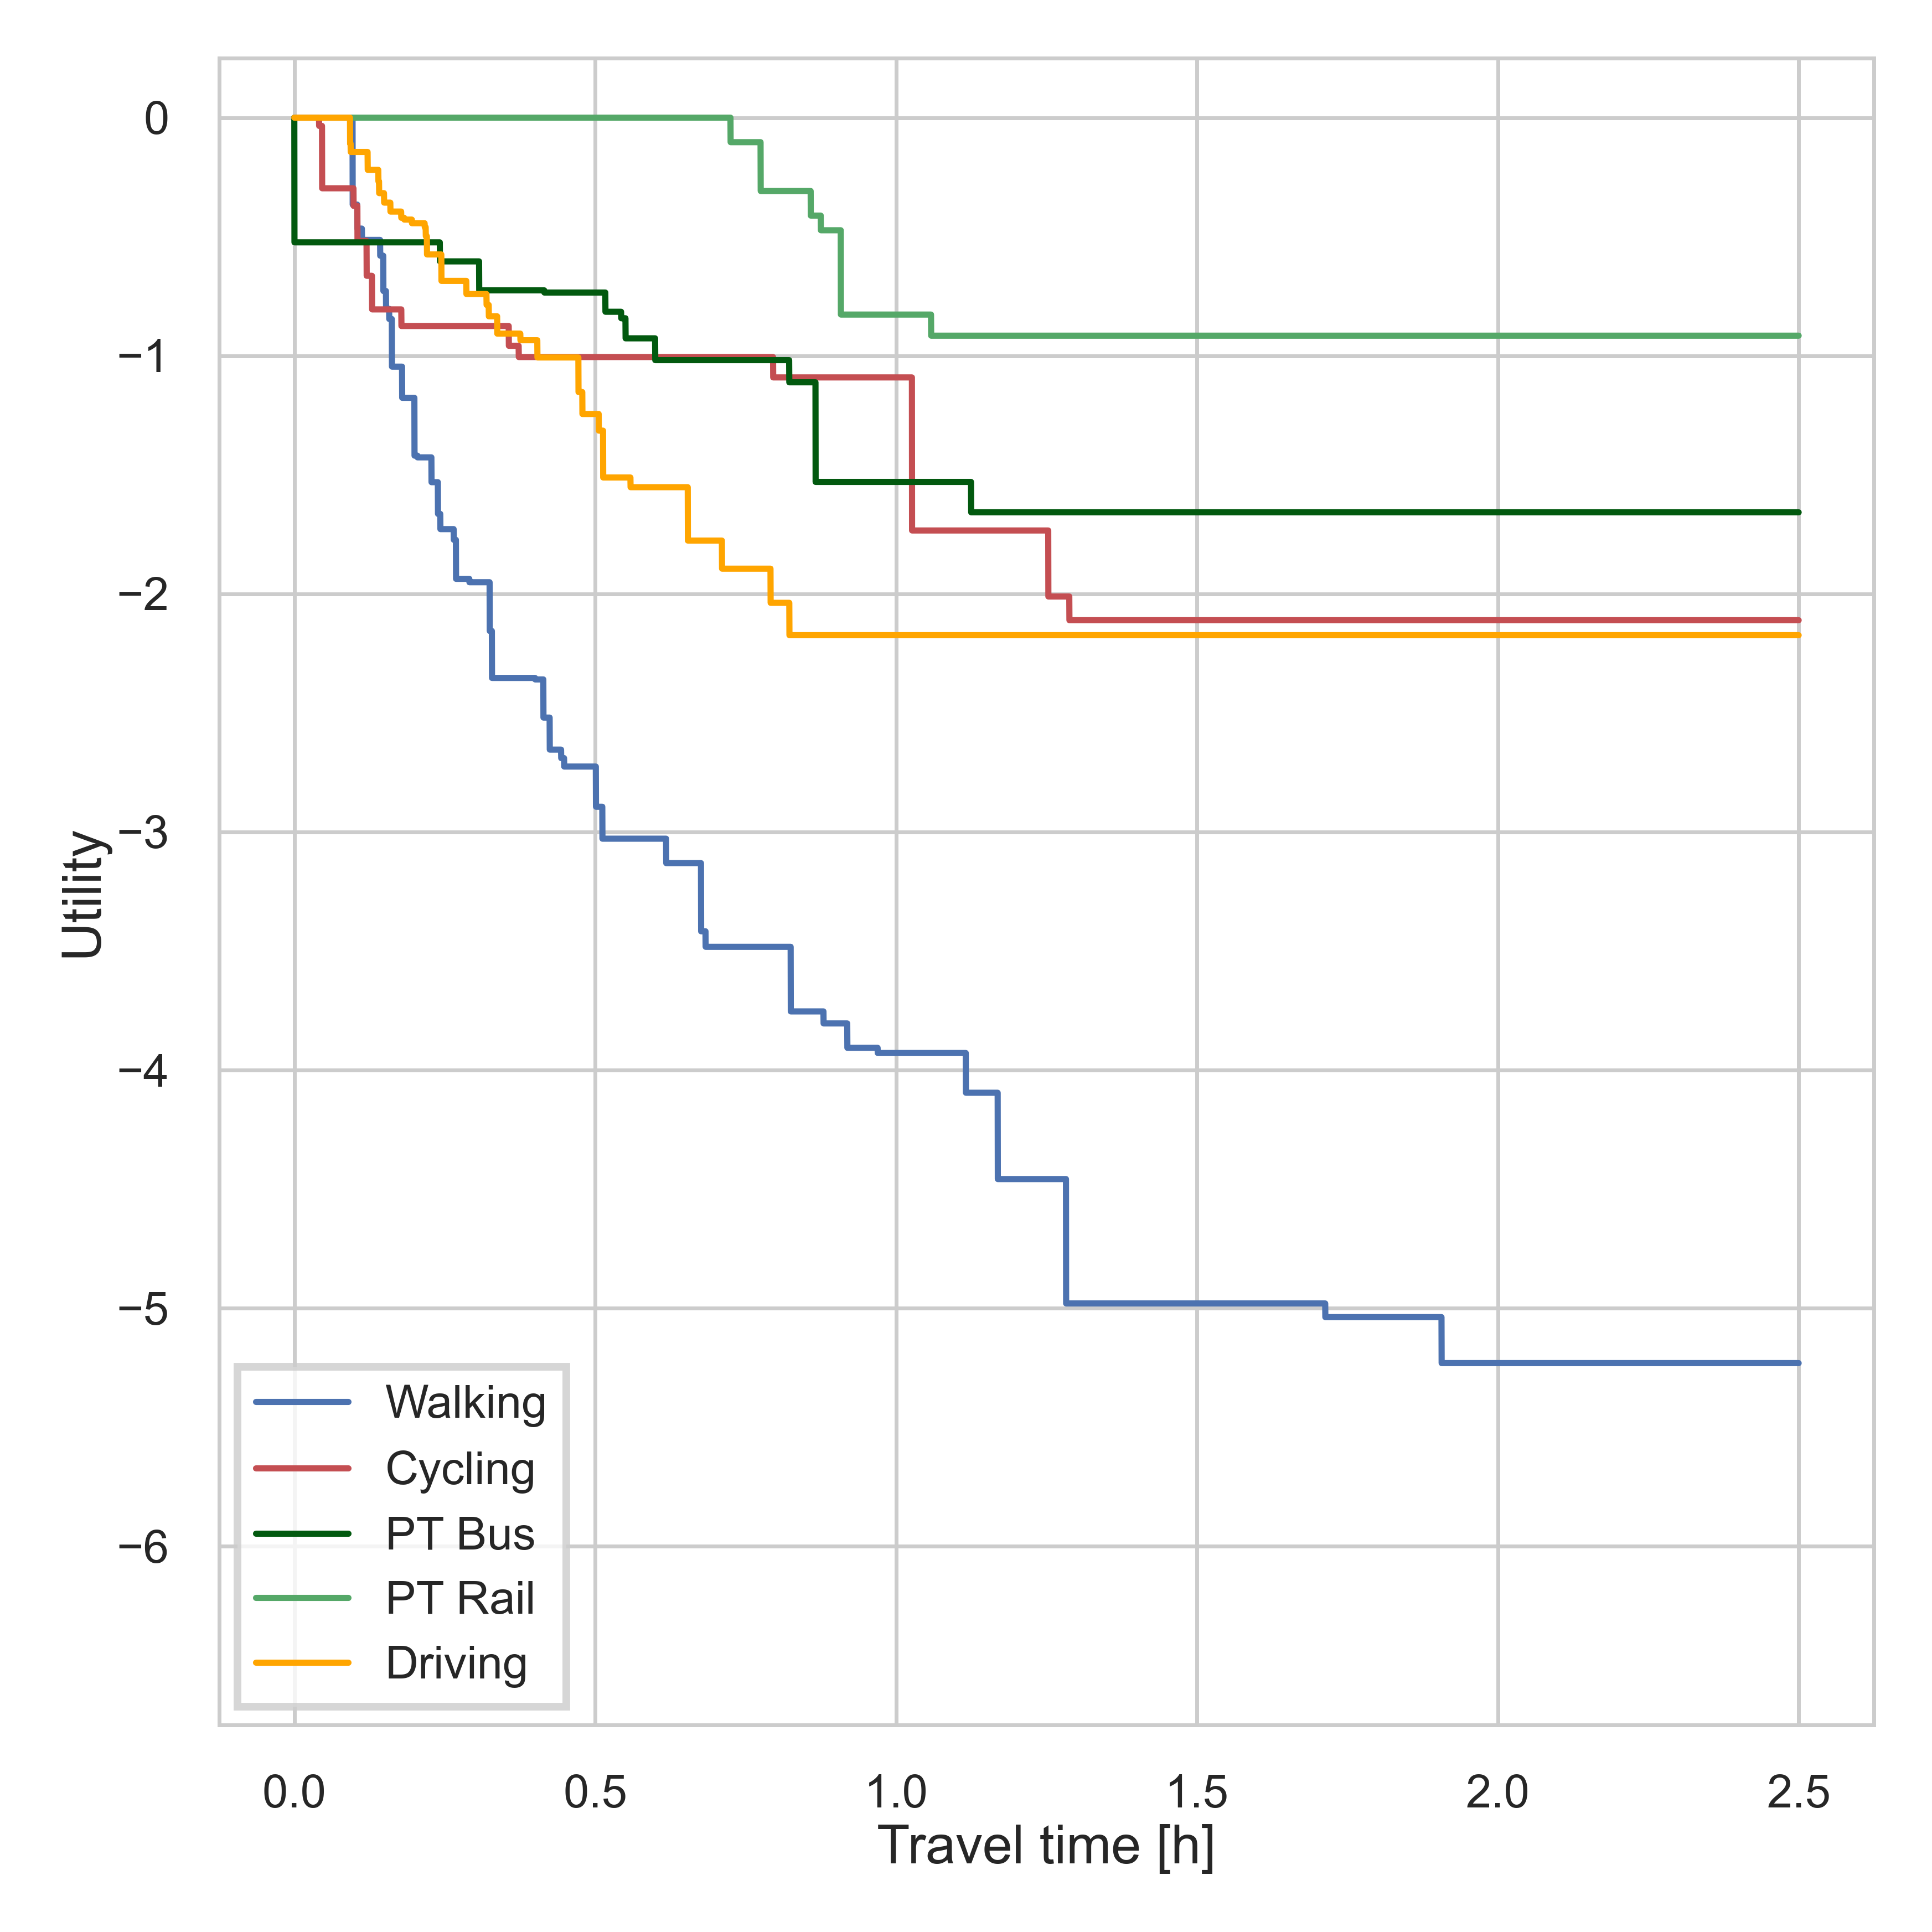 Utility
0
−1
−2
−3
−4
−5
−6
Walking
Cycling
PT Bus
PT Rail
Driving
0.0 0.5 1.0 1.5 2.0 2.5
Travel time [h]